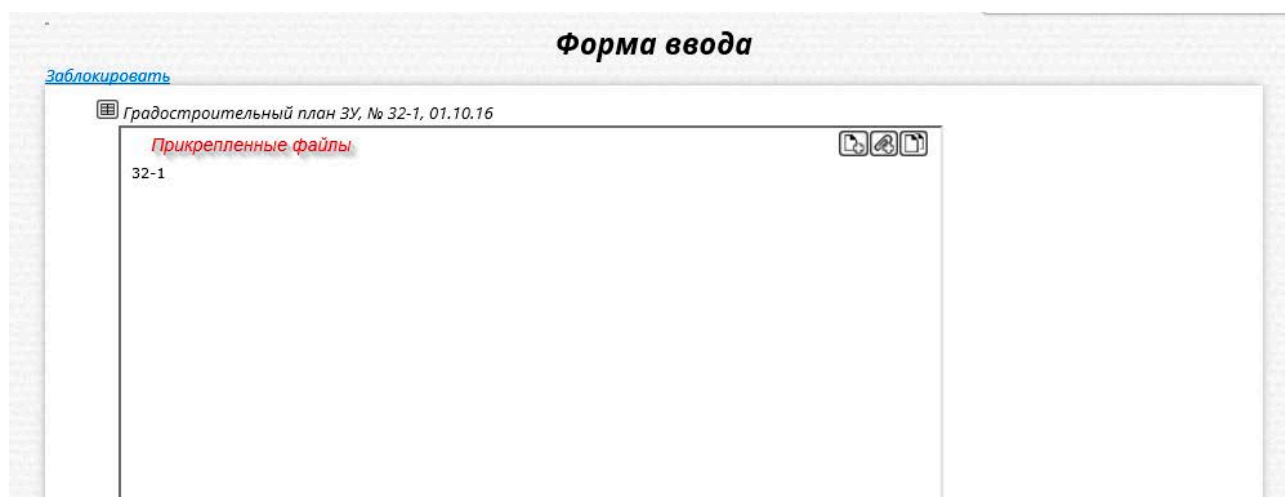 Форма ввода
Заблокировать
Градостроительный план ЗУ, № 32-1, 01.10.16
Прикрепленные файлы
32-1